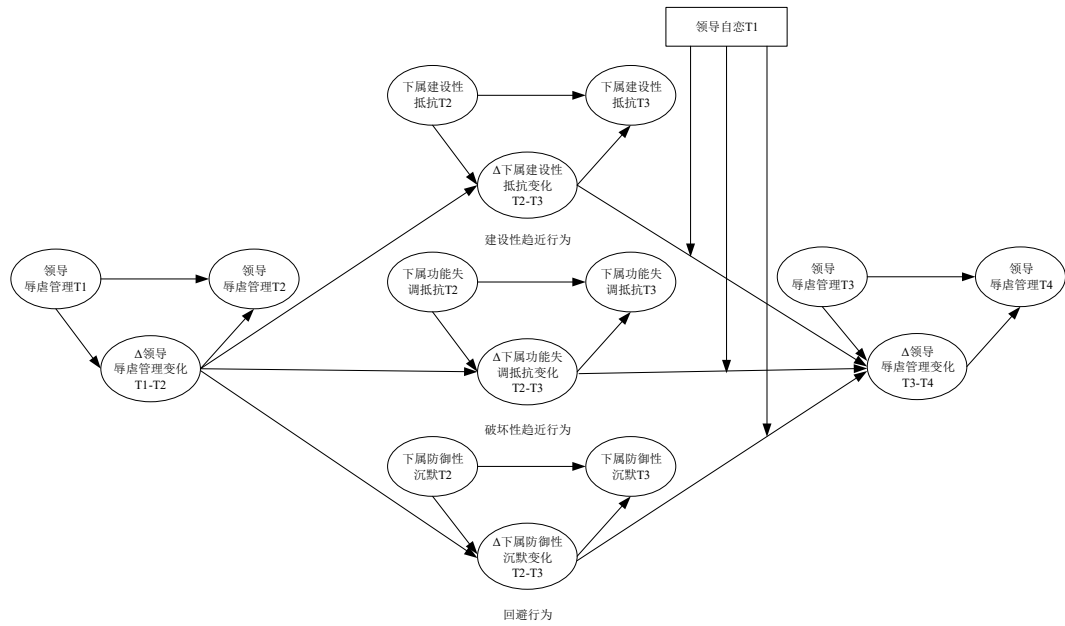 领导自恋T1
下属建设性
抵抗T2
下属建设性
抵抗T3
Δ下属建设性
抵抗变化
T2-T3
建设性趋近行为
领导
辱虐管理T1
领导
辱虐管理T2
Δ领导
辱虐管理变化
T1-T2
下属功能失
调抵抗T2
下属功能失
调抵抗T3
Δ下属功能失
调抵抗变化
T2-T3
破坏性趋近行为
领导
辱虐管理T3
领导
辱虐管理T4
Δ领导
辱虐管理变化
T3-T4
下属防御性
沉默T2
下属防御性
沉默T3
Δ下属防御性
沉默变化
T2-T3
回避行为